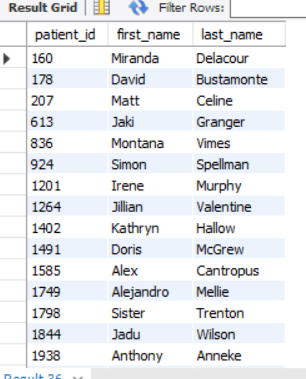 Result Grid Filter Rows:
patient_id first_name last_name
160 Miranda Delacour
178 David Bustamonte
207 Matt Celine
613 Jaki Granger
836 Montana Vimes
924 Simon Spellman
1201 Irene Murphy
1264 Jillian Valentine
1402 Kathryn Hallow
1491 Doris McGrew
1585 Alex Cantropus
1749 Alejandro Mellie
1798 Sister Trenton
1844 Jadu Wilson
1938 Anthony Anneke
Result 36